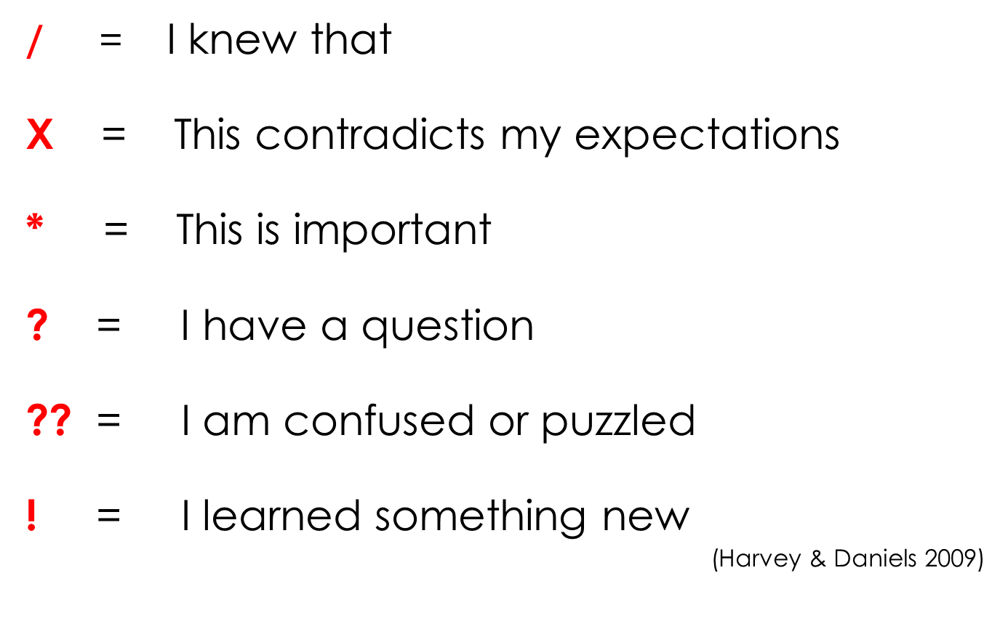 / = I knew that
X = This contradicts my expectations
* = This is important
? = I have a question
?? = I am confused or puzzled
! = I learned something new
(Harvey & Daniels 2009)